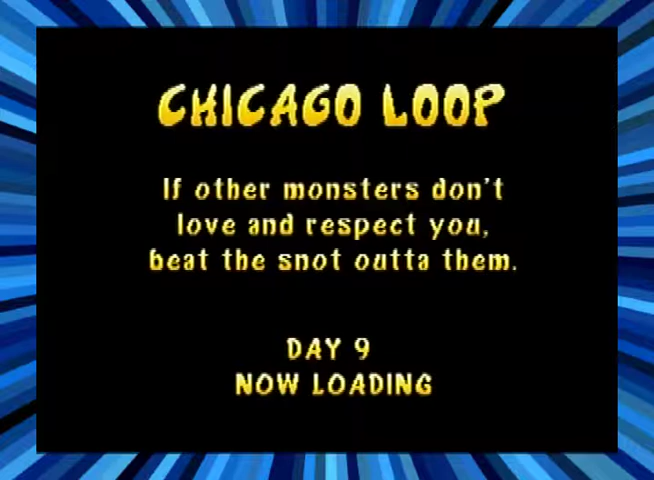 CHICAGO LOOP
If other monsters don't
love and respect you,
beat the snot outta them.
DAY 9
NOW LOADING